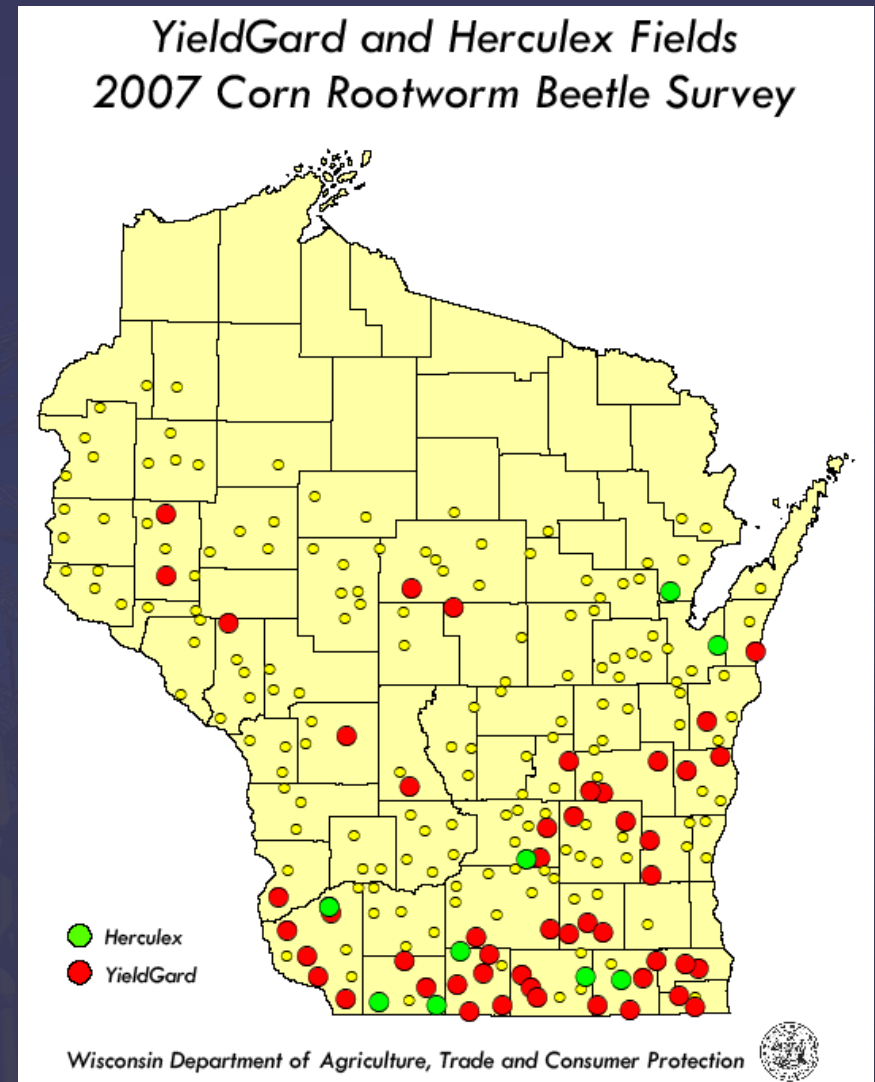 YieldGard and Herculex Fields
2007 Corn Rootworm Beetle Survey
Herculex
YieldGard
Wisconsin Department of Agriculture, Trade and Consumer Protection